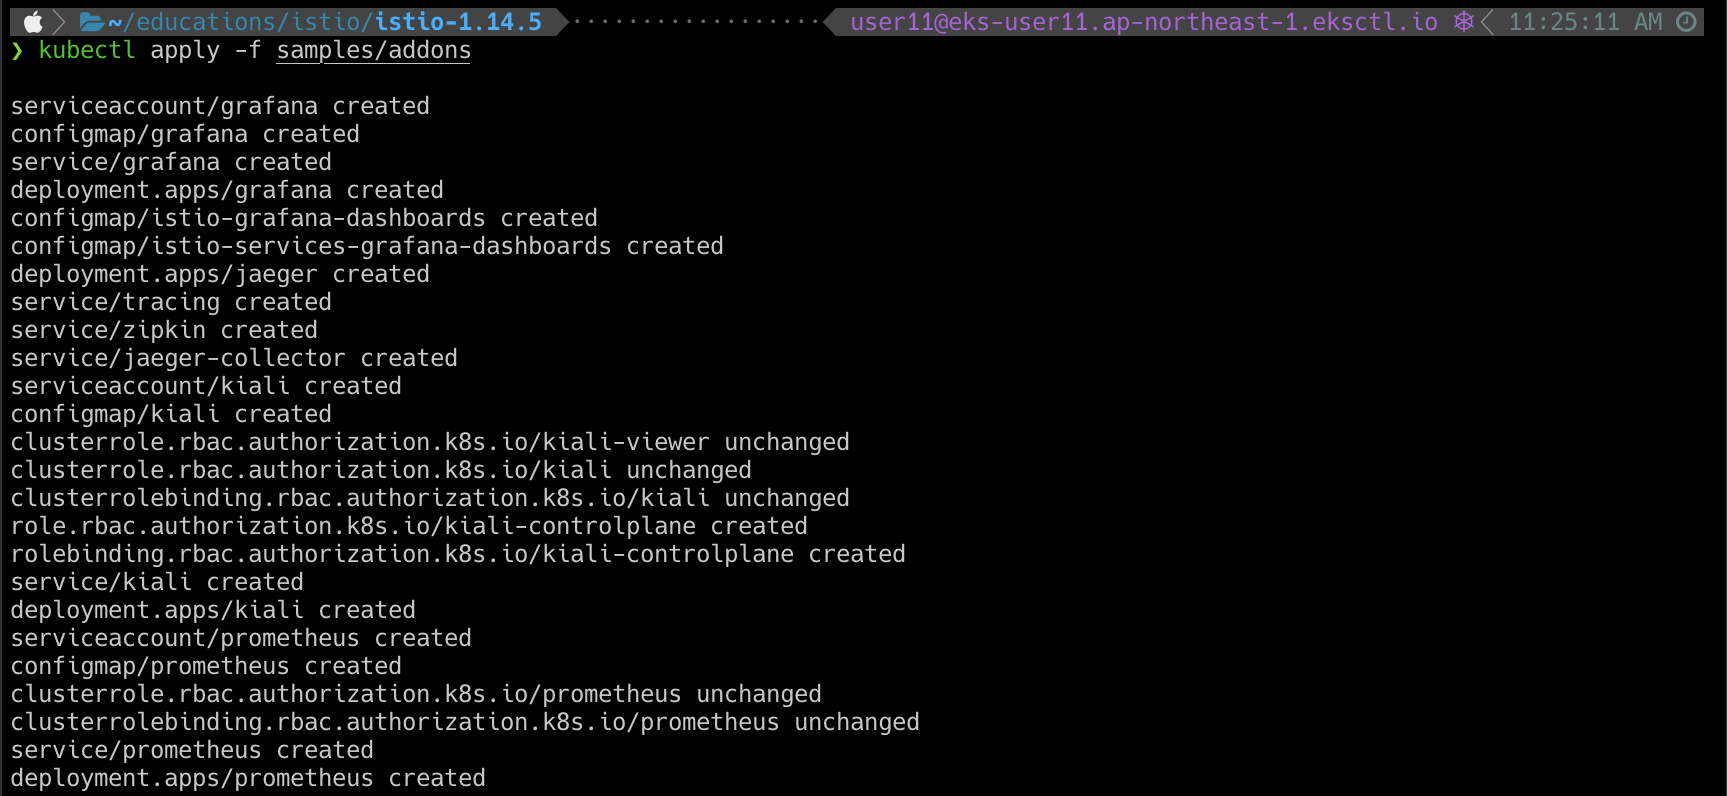 ~/educations/istio/istio-1.14.5 user11@eks-user11.ap-northeast-1.eksctl.io 11:25:11 AM
❯ kubectl apply -f samples/addons
serviceaccount/grafana created
configmap/grafana created
service/grafana created
deployment.apps/grafana created
configmap/istio-grafana-dashboards created
configmap/istio-services-grafana-dashboards created
deployment.apps/jaeger created
service/tracing created
service/zipkin created
service/jaeger-collector created
serviceaccount/kiali created
configmap/kiali created
clusterrole.rbac.authorization.k8s.io/kiali-viewer unchanged
clusterrole.rbac.authorization.k8s.io/kiali unchanged
clusterrolebinding.rbac.authorization.k8s.io/kiali unchanged
role.rbac.authorization.k8s.io/kiali-controlplane created
rolebinding.rbac.authorization.k8s.io/kiali-controlplane created
service/kiali created
deployment.apps/kiali created
serviceaccount/prometheus created
configmap/prometheus created
clusterrole.rbac.authorization.k8s.io/prometheus unchanged
clusterrolebinding.rbac.authorization.k8s.io/prometheus unchanged
service/prometheus created
deployment.apps/prometheus created